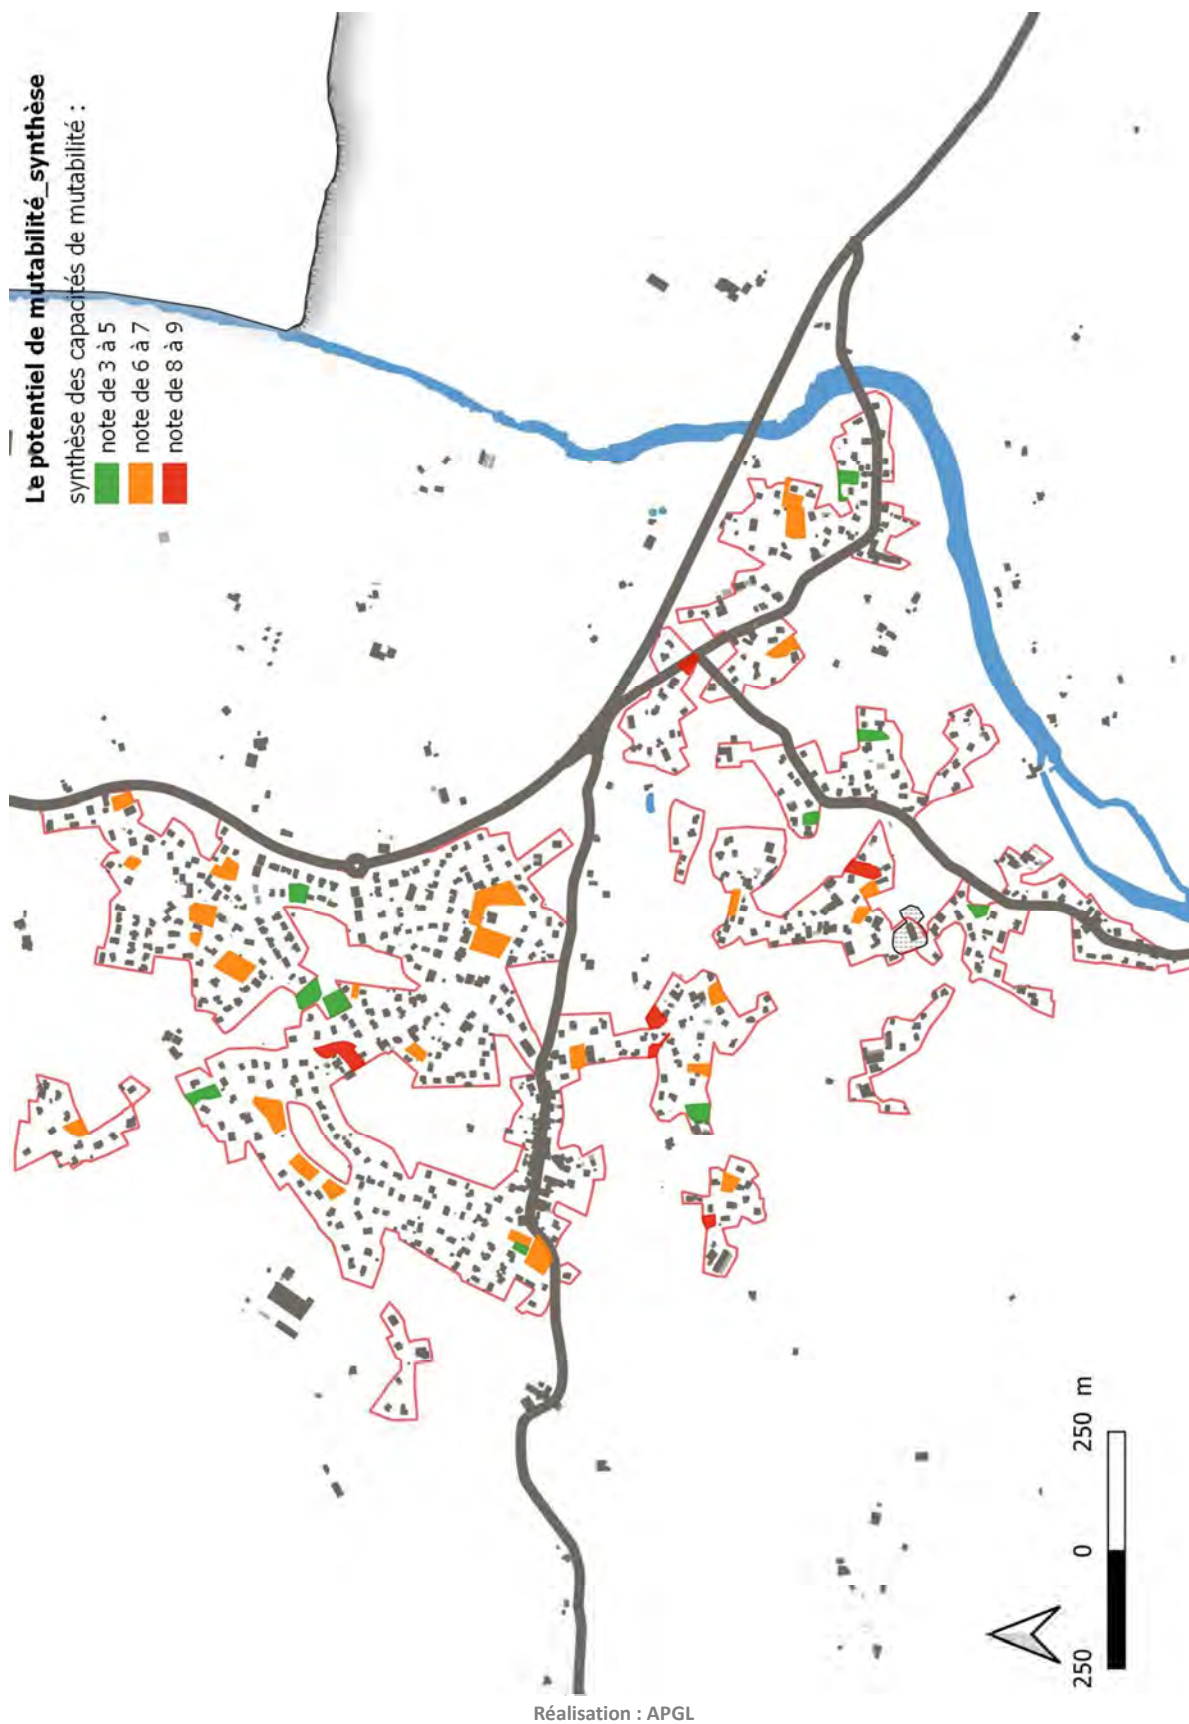 Le potentiel de mutabilité_synthèse
synthèse des capacités de mutabilité :
note de 3 à 5
note de 6 à 7
note de 8 à 9
250 0 250 m
Réalisation : APGL